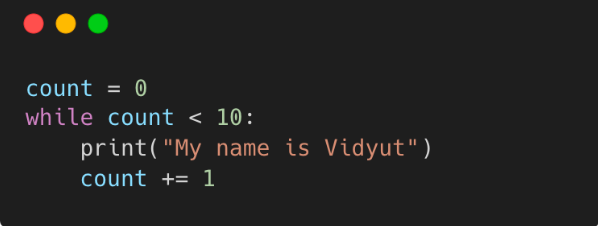 count = 0
while count < 10:
    print("My name is Vidyut")
    count += 1